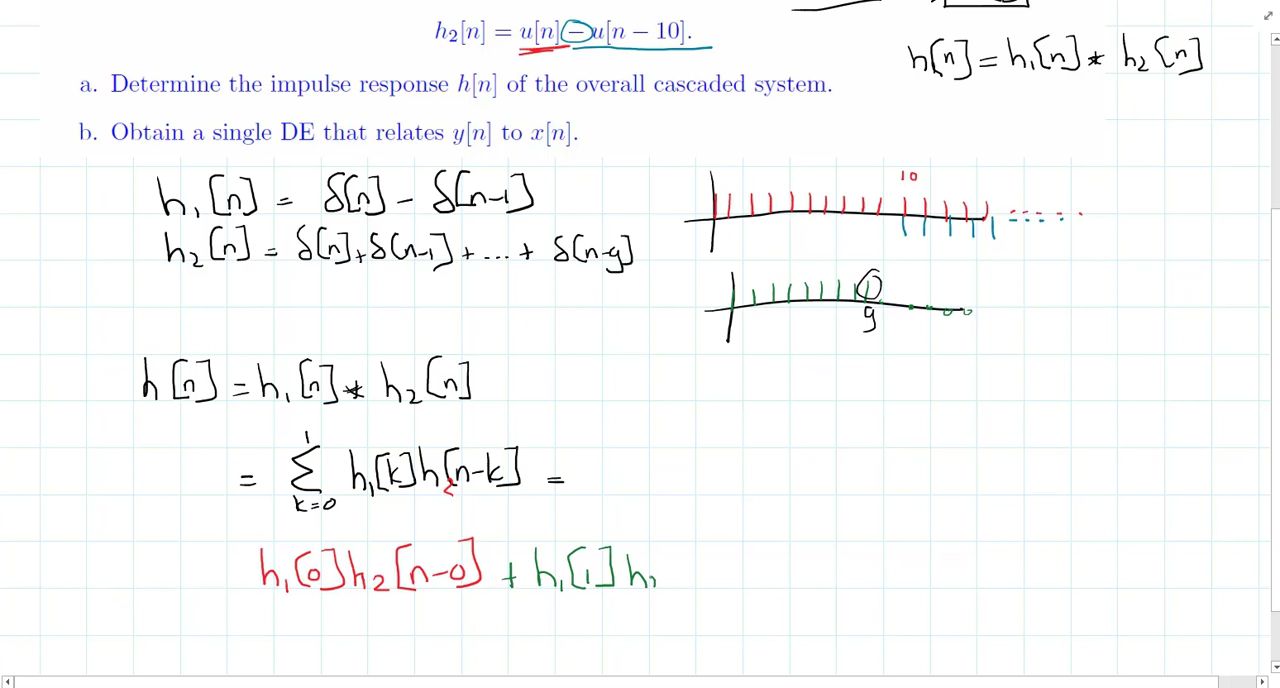 h₂[n] = u[n] − u[n − 10].
h[n] = h₁[n] * h₂[n]
a. Determine the impulse response h[n] of the overall cascaded system.
b. Obtain a single DE that relates y[n] to x[n].
h₁[n] = δ[n] − δ[n−1]
h₂[n] = δ[n] + δ[n−1] + ... + δ[n−9]
10
9
h[n] = h₁[n] * h₂[n]
= ∑_{k=0}^{1} h₁[k]h₂[n−k] =
h₁[0]h₂[n−0] + h₁[1]h